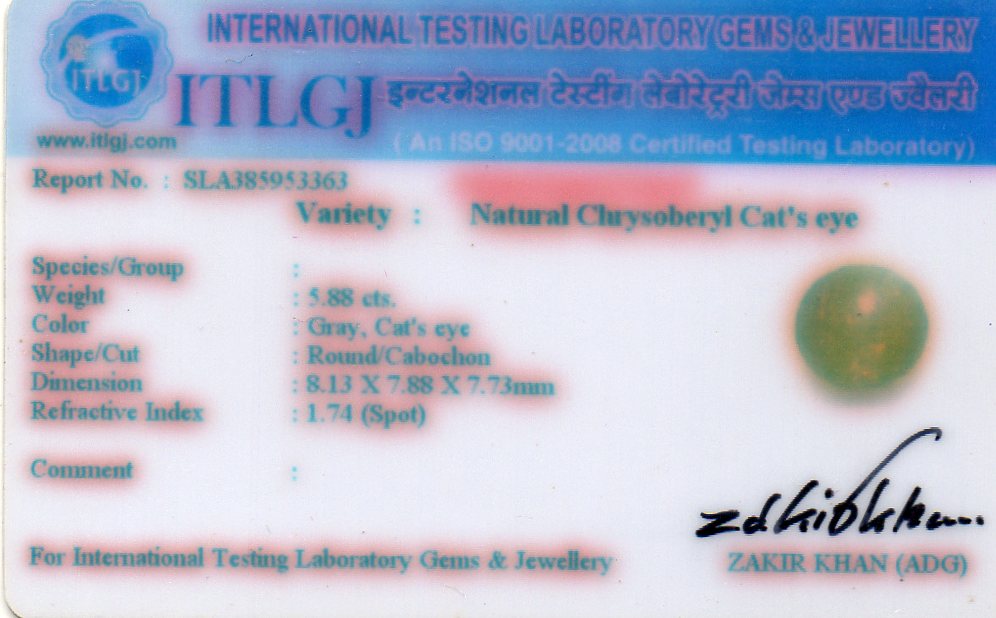 INTERNATIONAL TESTING LABORATORY GEMS & JEWELLERY
ITLGJ
ITLGJ इन्टरनेशनल टेस्टींग लेबोरेट्ररी जेम्स एण्ड ज्वैलरी
www.itlgj.com
( An ISO 9001-2008 Certified Testing Laboratory)
Report No. : SLA385953363
Variety : Natural Chrysoberyl Cat's eye
Species/Group :
Weight : 5.88 cts.
Color : Gray, Cat's eye
Shape/Cut : Round/Cabochon
Dimension : 8.13 X 7.88 X 7.73mm
Refractive Index : 1.74 (Spot)
Comment :
zakirkhan
For International Testing Laboratory Gems & Jewellery
ZAKIR KHAN (ADG)